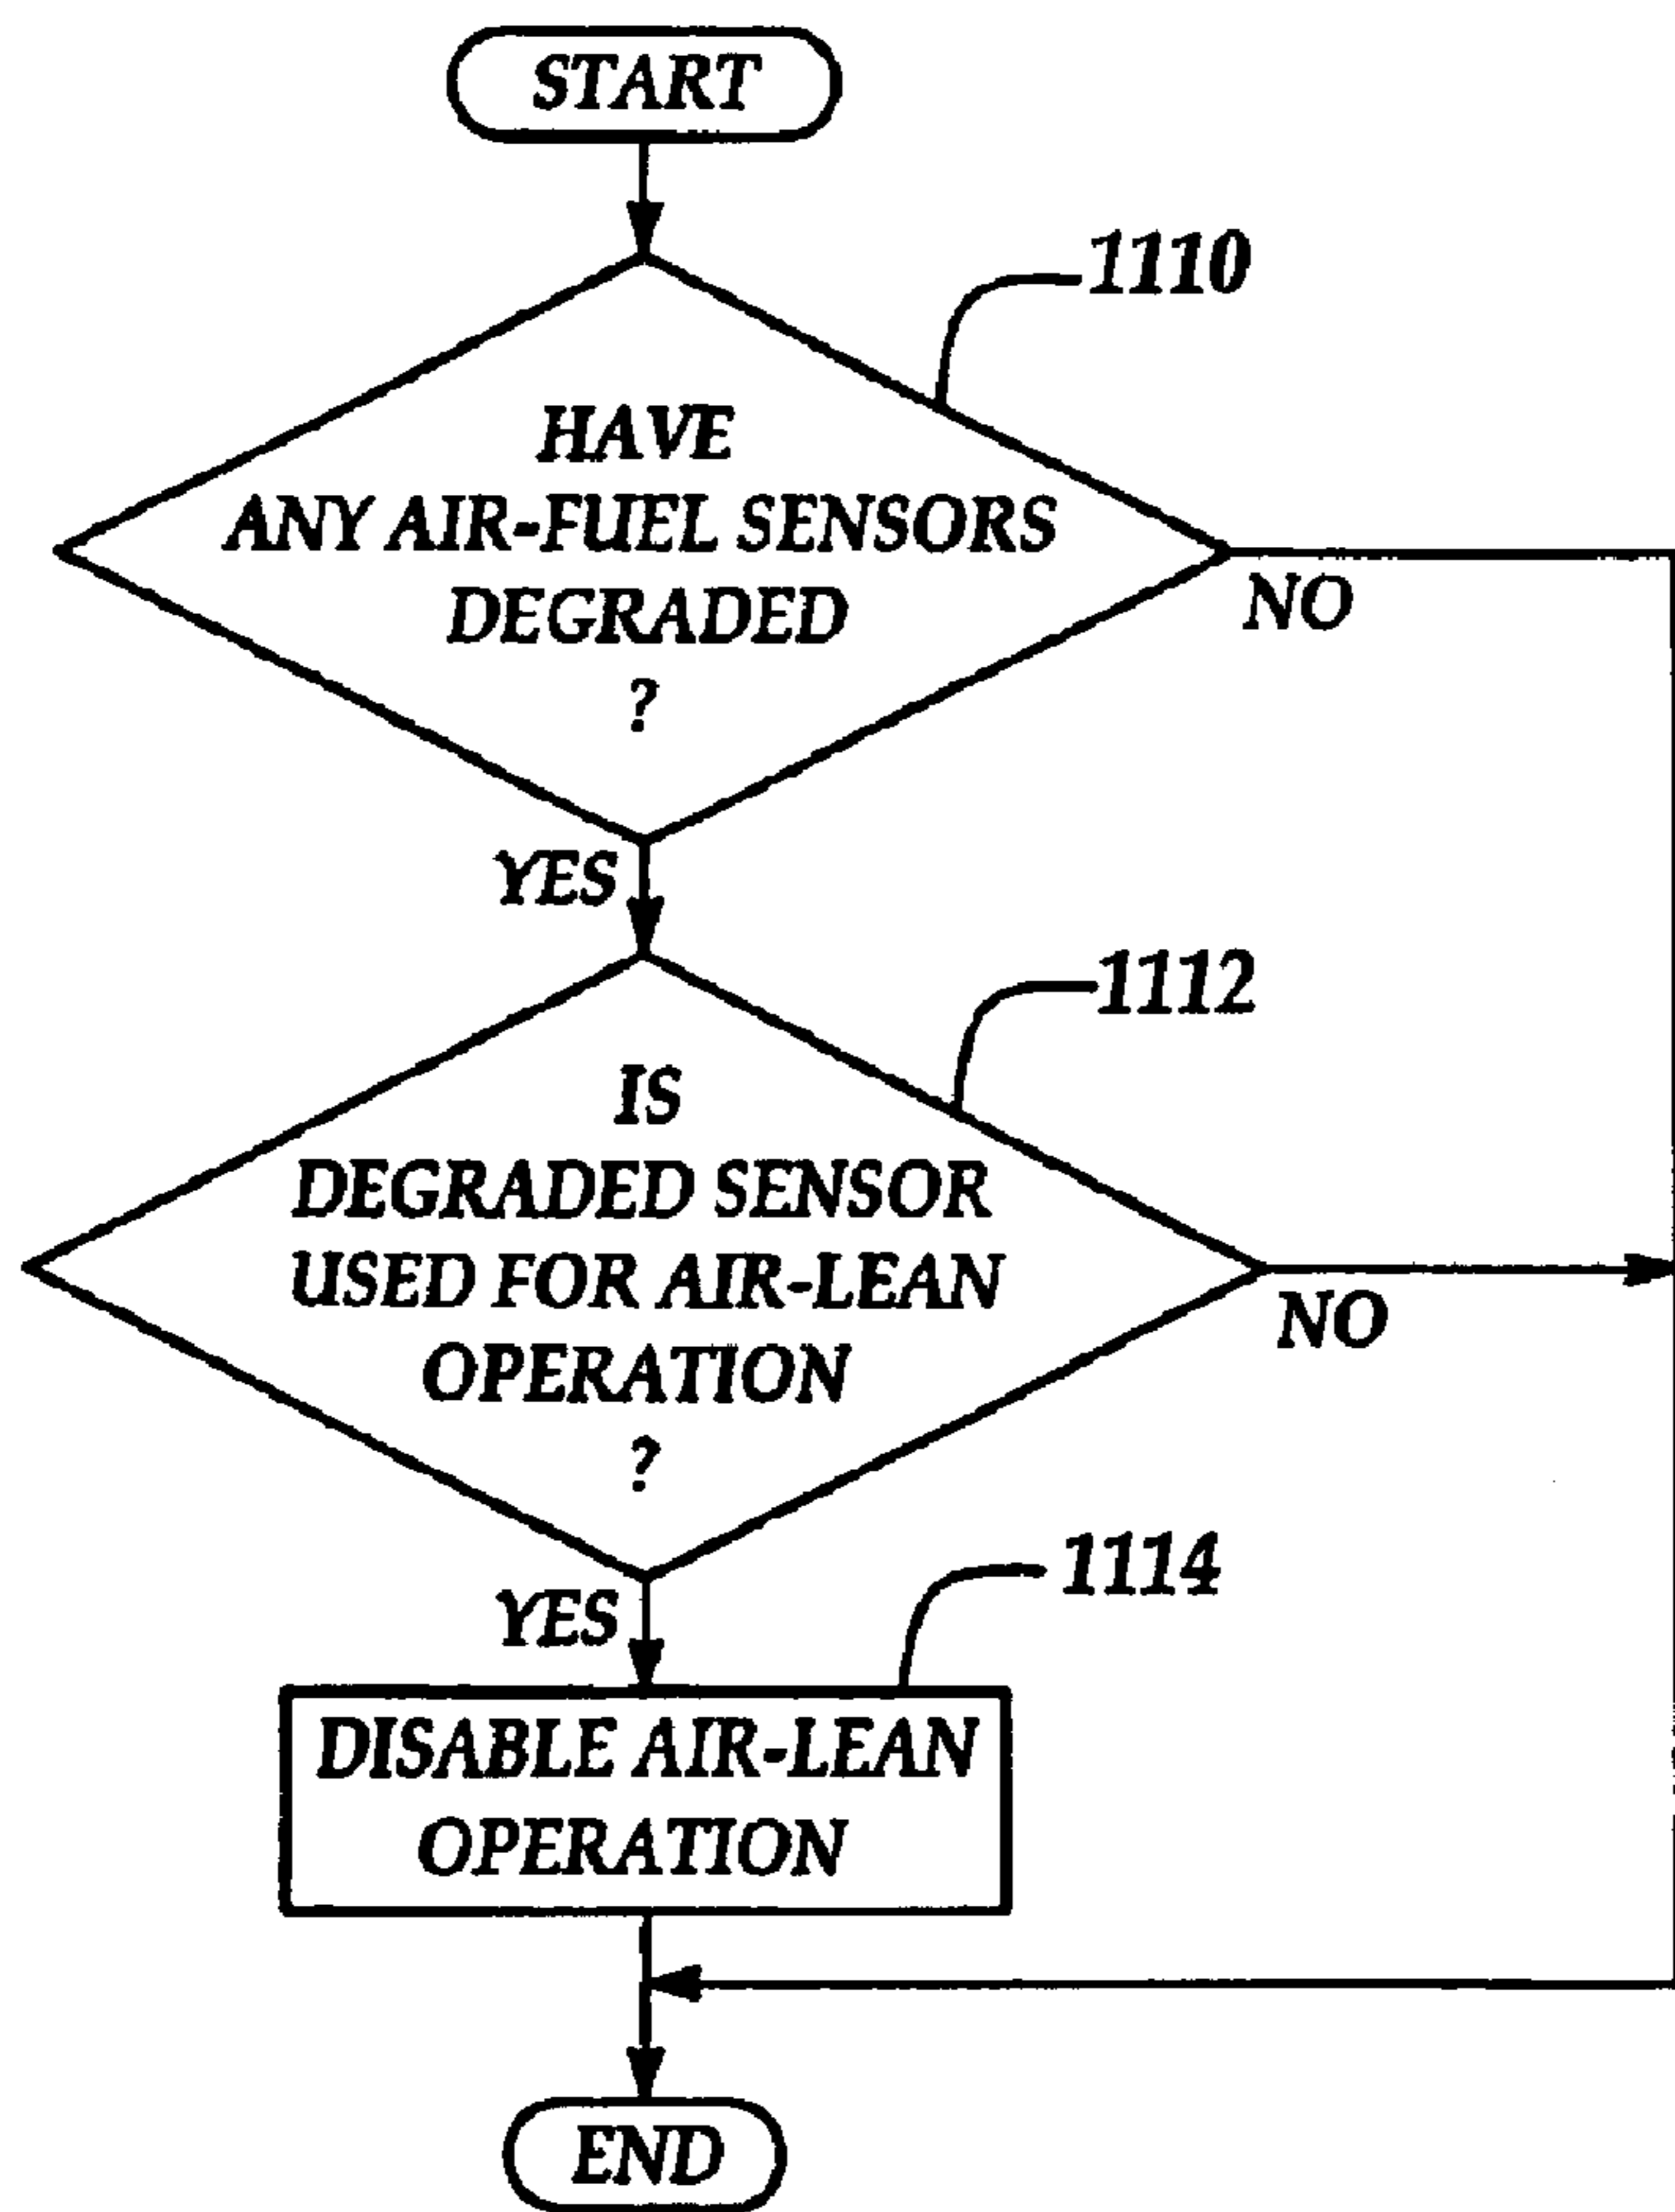 START
1110
HAVE
ANY AIR-FUEL SENSORS
DEGRADED
?
NO
YES
1112
IS
DEGRADED SENSOR
USED FOR AIR-LEAN
OPERATION
?
NO
YES
1114
DISABLE AIR-LEAN
OPERATION
END